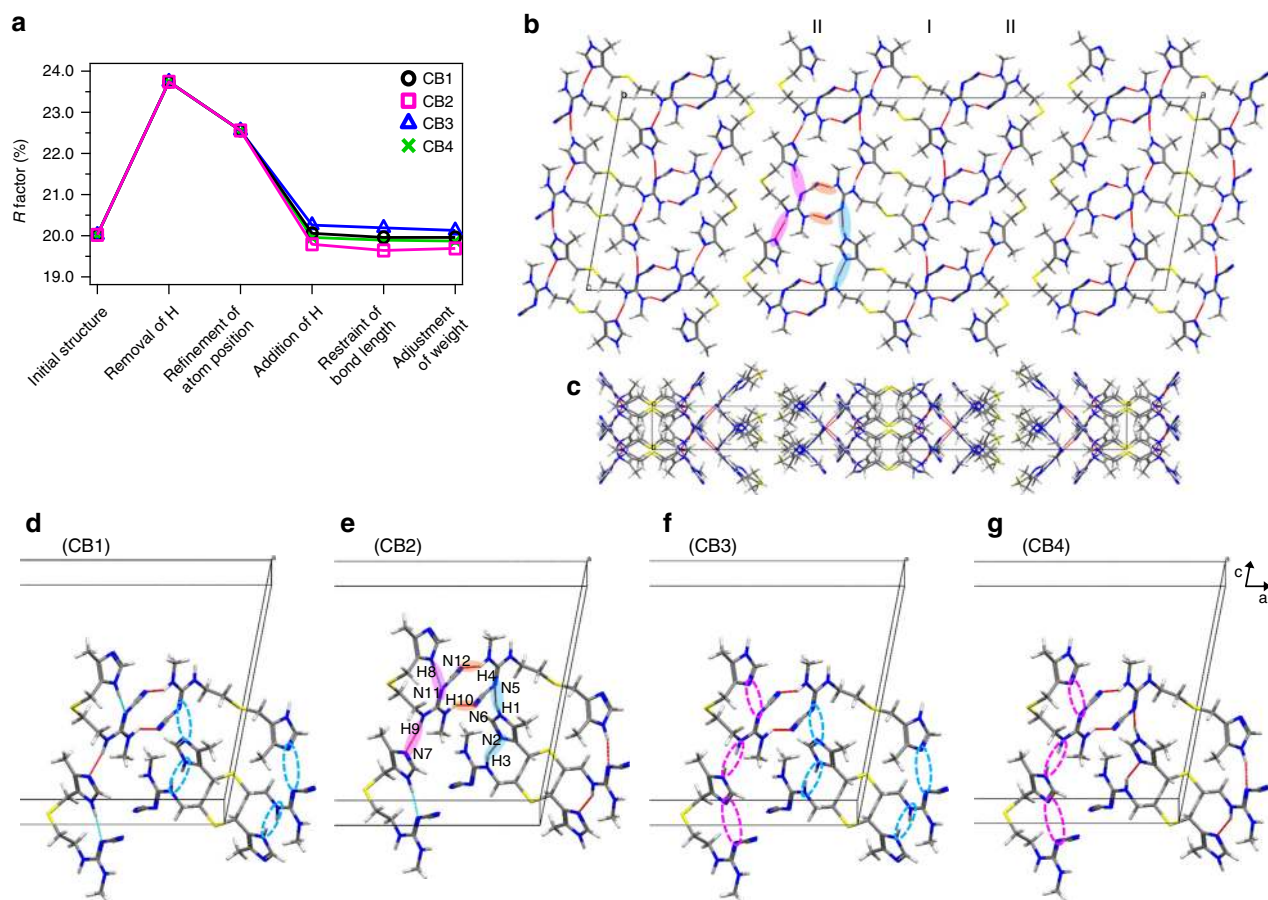 a
24.0
23.0
22.0
21.0
20.0
19.0
R factor (%)
CB1
CB2
CB3
CB4
Initial structure
Removal of H
Refinement of
atom position
Addition of H
Restraint of
bond length
Adjustment
of weight
b
II I II
b
a
c
c
d
(CB1)
e
(CB2)
N12
H8
H4
N11
N5
H10
H1
N6
H9
N2
N7
H3
f
(CB3)
g
(CB4)
c
a